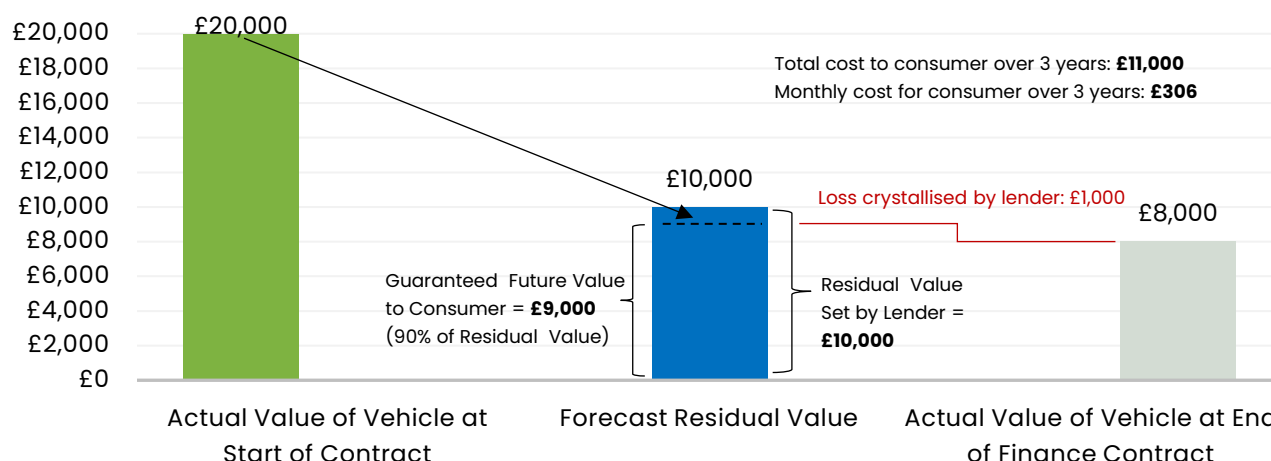 £20,000
£18,000
£16,000
£14,000
£12,000
£10,000
£8,000
£6,000
£4,000
£2,000
£0
£20,000
Total cost to consumer over 3 years: £11,000
Monthly cost for consumer over 3 years: £306
£10,000
Loss crystallised by lender: £1,000
£8,000
Guaranteed Future Value
to Consumer = £9,000
(90% of Residual Value)
Residual Value
Set by Lender =
£10,000
Actual Value of Vehicle at
Start of Contract
Forecast Residual Value
Actual Value of Vehicle at End
of Finance Contract